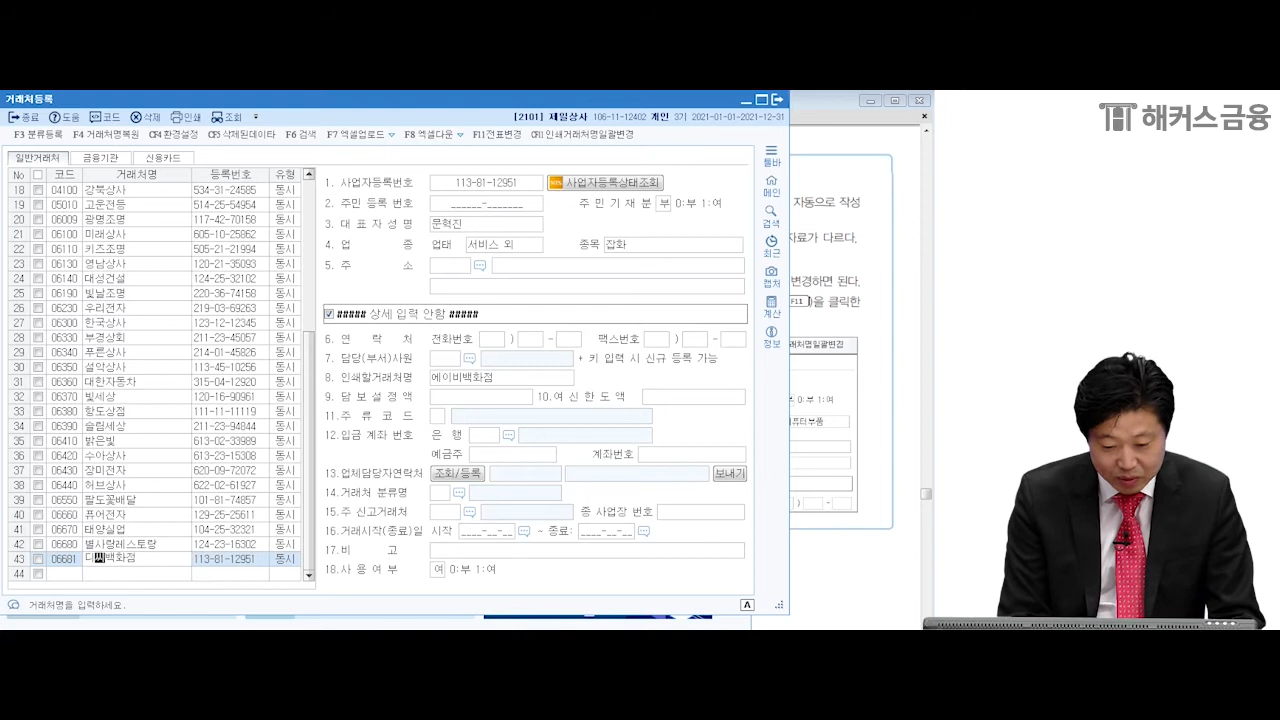 거래처등록
종료 도움 코드 삭제 인쇄 조회
[2101] 제일상사 106-11-12402 개인 3기 2021-01-01-2021-12-31
F3 분류등록 F4 거래처명복원 CF4 환경설정 CF5 삭제된데이타 F6 검색 F7 엑셀업로드 F8 엑셀다운 F11 전표변경 CF11 인쇄거래처명일괄변경
일반거래처 금융기관 신용카드
No 코드 거래처명 등록번호 유형
18 04100 강북상사 534-31-24585 동시
19 05010 고운전등 514-25-54954 동시
20 06009 광명조명 117-42-70158 동시
21 06100 미래상사 605-10-25862 동시
22 06110 키즈조명 505-21-21994 동시
23 06130 영남상사 120-21-35093 동시
24 06140 대성건설 124-25-32102 동시
25 06190 빛날조명 220-36-74158 동시
26 06230 우리전자 219-03-69263 동시
27 06300 한국상사 123-12-12345 동시
28 06330 부경상회 211-23-45057 동시
29 06340 푸른상사 214-01-45826 동시
30 06350 설악상사 113-45-10256 동시
31 06360 대한자동차 315-04-12920 동시
32 06370 빛세상 120-16-90961 동시
33 06380 항도상점 111-11-11119 동시
34 06390 클럽세상 211-23-94844 동시
35 06410 밝은빛 613-02-33989 동시
36 06420 수아상사 613-23-15308 동시
37 06430 장미전자 620-09-72072 동시
38 06440 허브상사 622-02-61927 동시
39 06550 팔도꽃배달 101-81-74857 동시
40 06660 퓨어전자 129-25-25611 동시
41 06670 태양실업 104-25-32321 동시
42 06680 별사랑레스토랑 124-23-16302 동시
43 06681 디씨백화점 113-81-12951 동시
44
1. 사업자등록번호 113-81-12951 사업자등록상태조회
2. 주민 등록 번호 ______-_______ 주 민 기 재 분 부 0:부 1:여
3. 대 표 자 성 명 문혁진
4. 업 종 업태 서비스 외 종목 잡화
5. 주 소
##### 상세 입력 안함 #####
6. 연 락 처 전화번호 ) - 팩스번호 ) -
7. 담당(부서)사원 + 키 입력 시 신규 등록 가능
8. 인쇄할거래처명 에이비백화점
9. 담 보 설 정 액 10.여 신 한 도 액
11.주 류 코 드
12.입금 계좌 번호 은 행
예금주 계좌번호
13.업체담당자연락처 조회/등록 보내기
14.거래처 분류명
15.주 신고거래처 종 사업장 번호
16.거래시작(종료)일 시작 ____-__-__ ~ 종료: ____-__-__
17.비 고
18.사 용 여 부 여 0:부 1:여
거래처명을 입력하세요. A
툴바
메인
검색
최근
캡처
계산
정보
자동으로 작성
자료가 다르다.
변경하면 된다.
F11 )을 클릭한
래처명일괄변경
0:부 1:여
퓨터부품
해커스금융